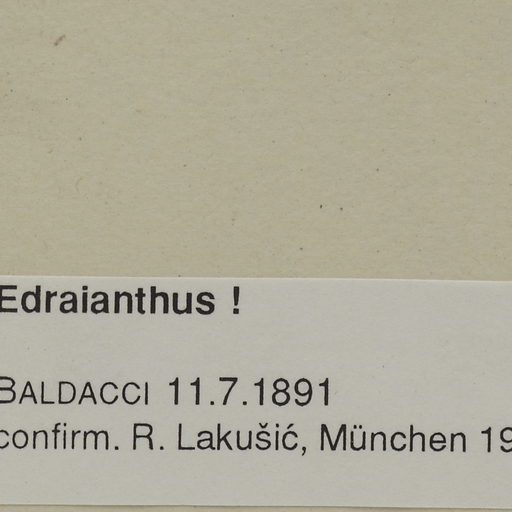 Edraianthus !
BALDACCI 11.7.1891
confirm. R. Lakušić, München 19